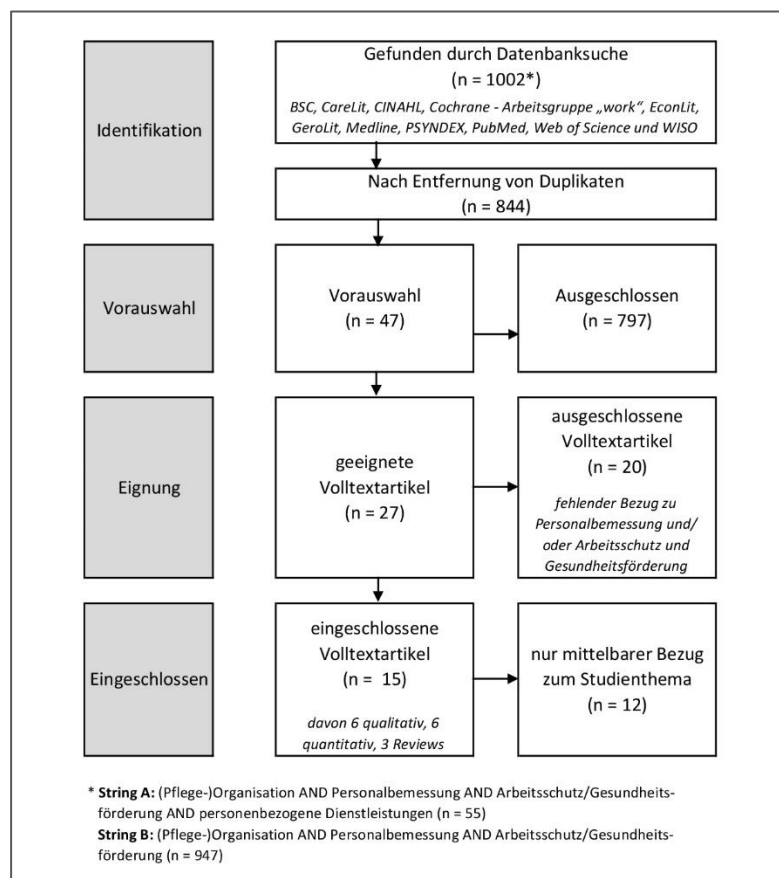 Identifikation
Gefunden durch Datenbanksuche
(n = 1002*)
BSC, CareLit, CINAHL, Cochrane - Arbeitsgruppe „work“, EconLit,
GeroLit, Medline, PSYNDEX, PubMed, Web of Science und WISO
Nach Entfernung von Duplikaten
(n = 844)
Vorauswahl
Vorauswahl
(n = 47)
Ausgeschlossen
(n = 797)
Eignung
geeignete
Volltextartikel
(n = 27)
ausgeschlossene
Volltextartikel
(n = 20)
fehlender Bezug zu
Personalbemessung und/
oder Arbeitsschutz und
Gesundheitsförderung
Eingeschlossen
eingeschlossene
Volltextartikel
(n = 15)
davon 6 qualitativ, 6
quantitativ, 3 Reviews
nur mittelbarer Bezug
zum Studienthema
(n = 12)
* String A: (Pflege-)Organisation AND Personalbemessung AND Arbeitsschutz/Gesundheits-
förderung AND personenbezogene Dienstleistungen (n = 55)
String B: (Pflege-)Organisation AND Personalbemessung AND Arbeitsschutz/Gesundheits-
förderung (n = 947)